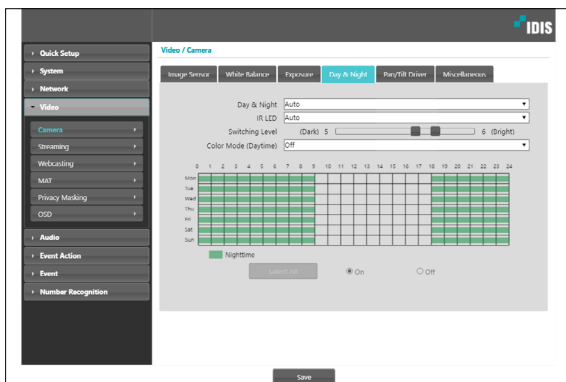 IDIS
Quick Setup
System
Network
Video
Camera
Streaming
Webcasting
MAT
Privacy Masking
OSD
Audio
Event Action
Event
Number Recognition
Video / Camera
Image Sensor White Balance Exposure Day & Night Pan/Tilt Driver Miscellaneous
Day & Night Auto
IR LED Auto
Switching Level (Dark) 5 6 (Bright)
Color Mode (Daytime) Off
0 1 2 3 4 5 6 7 8 9 10 11 12 13 14 15 16 17 18 19 20 21 22 23 24
Mon
Tue
Wed
Thu
Fri
Sat
Sun
Nighttime
Select All On Off
Save